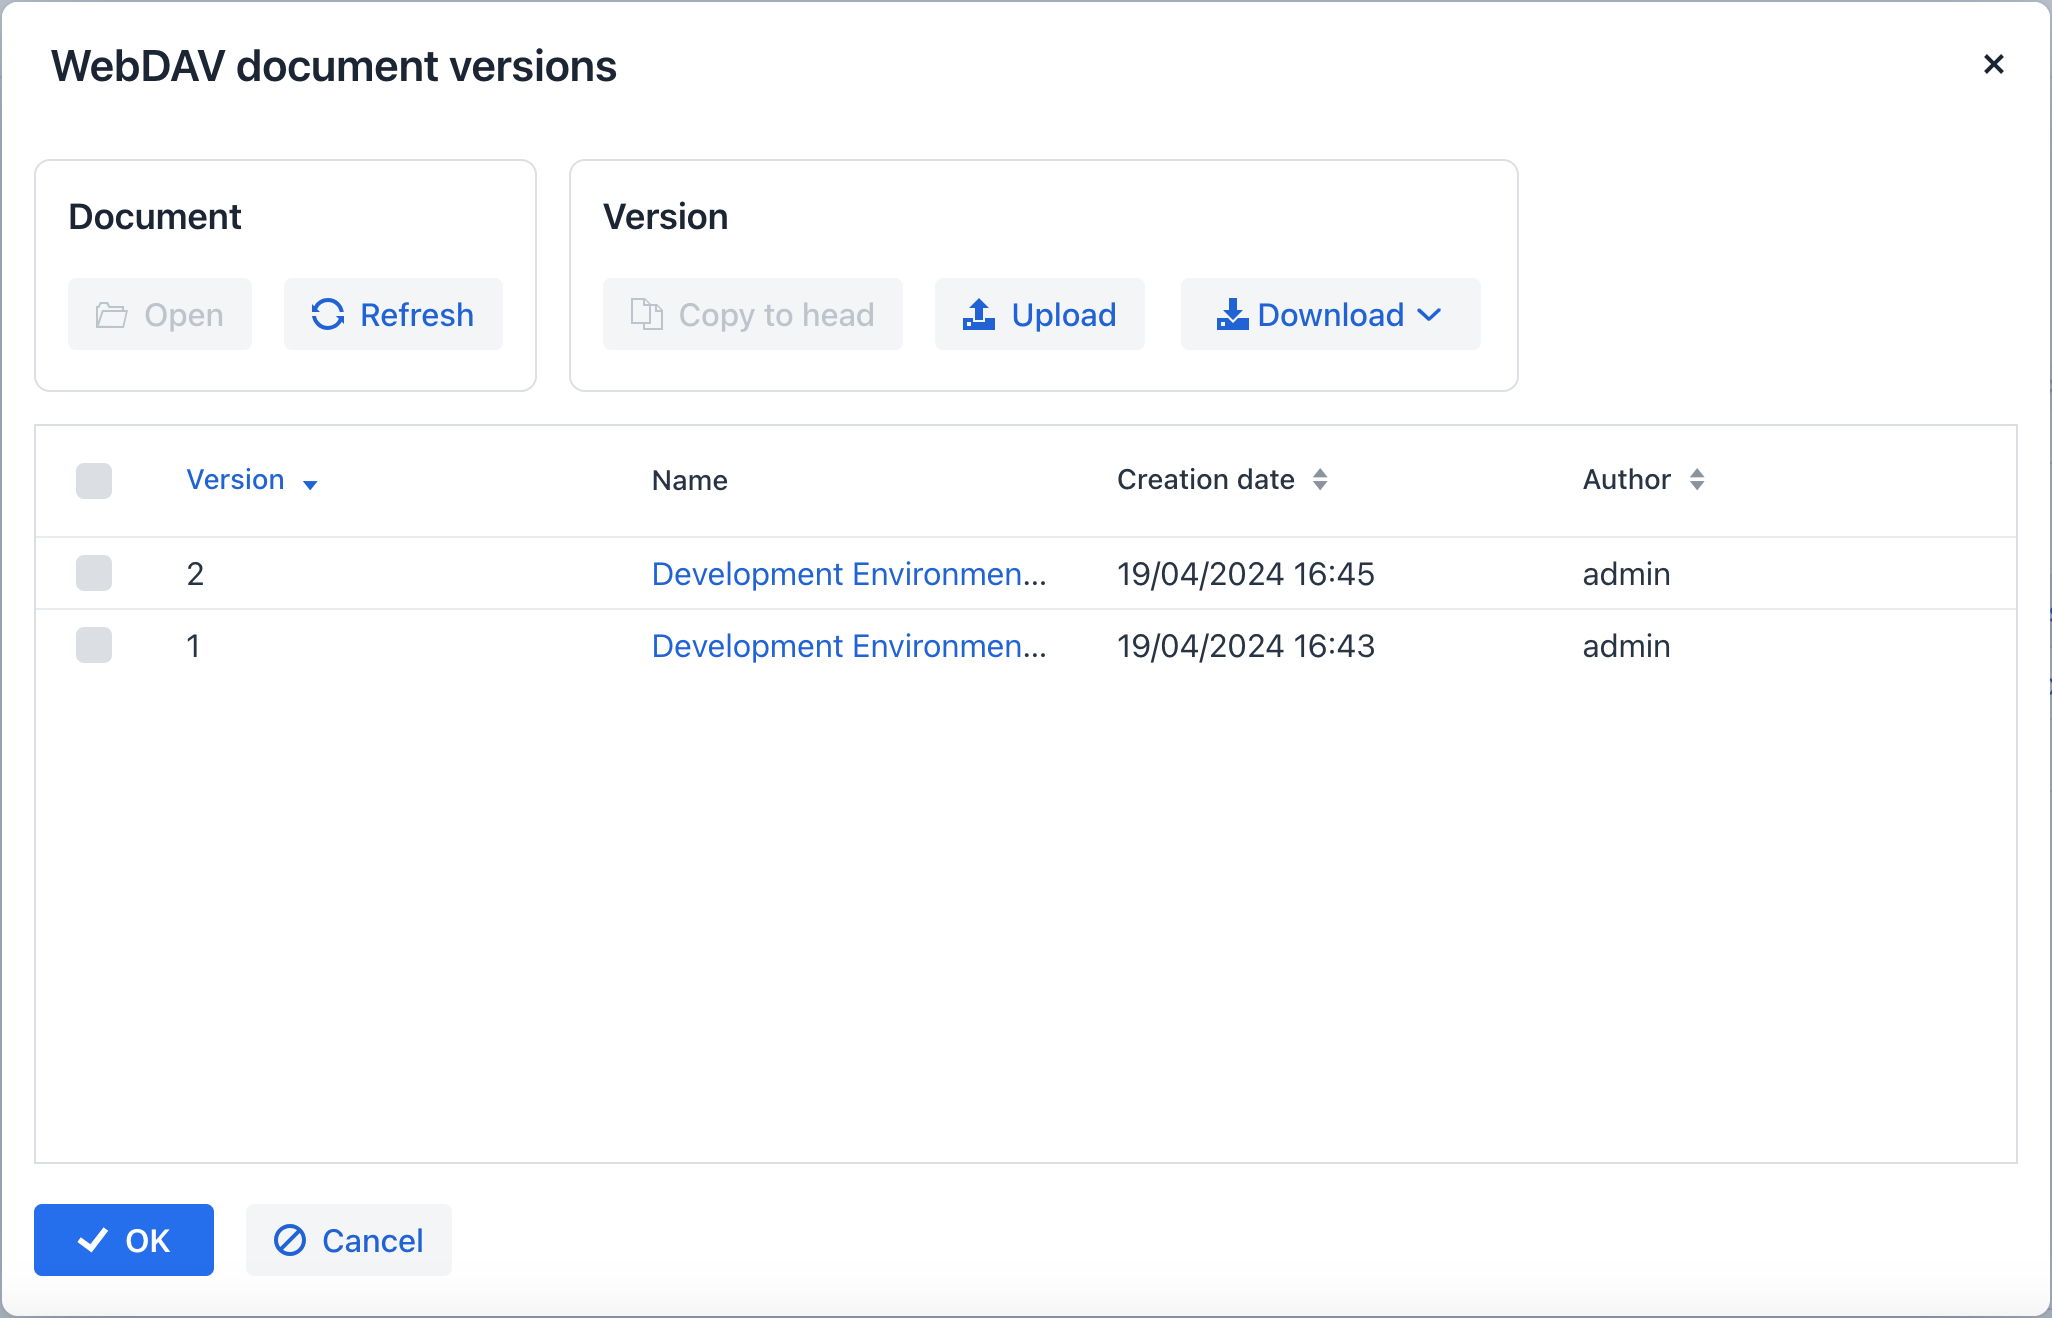 WebDAV document versions
Document
Open Refresh
Version
Copy to head Upload Download
Version Name Creation date Author
2 Development Environmen... 19/04/2024 16:45 admin
1 Development Environmen... 19/04/2024 16:43 admin
OK Cancel